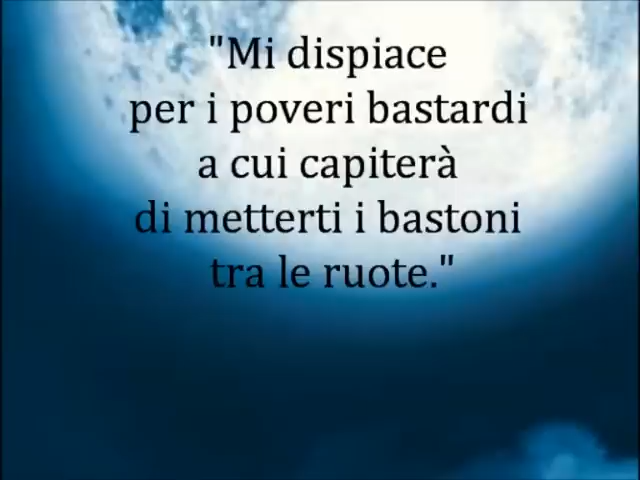 "Mi dispiace
per i poveri bastardi
a cui capiterà
di metterti i bastoni
tra le ruote."